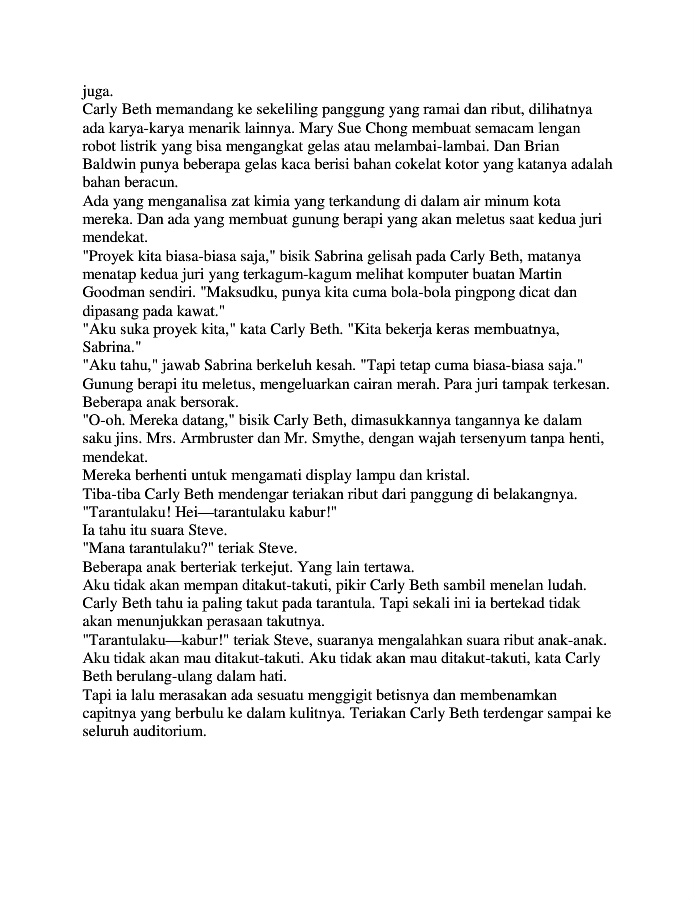 juga.
Carly Beth memandang ke sekeliling panggung yang ramai dan ribut, dilihatnya
ada karya-karya menarik lainnya. Mary Sue Chong membuat semacam lengan
robot listrik yang bisa mengangkat gelas atau melambai-lambai. Dan Brian
Baldwin punya beberapa gelas kaca berisi bahan cokelat kotor yang katanya adalah
bahan beracun.
Ada yang menganalisa zat kimia yang terkandung di dalam air minum kota
mereka. Dan ada yang membuat gunung berapi yang akan meletus saat kedua juri
mendekat.
"Proyek kita biasa-biasa saja," bisik Sabrina gelisah pada Carly Beth, matanya
menatap kedua juri yang terkagum-kagum melihat komputer buatan Martin
Goodman sendiri. "Maksudku, punya kita cuma bola-bola pingpong dicat dan
dipasang pada kawat."
"Aku suka proyek kita," kata Carly Beth. "Kita bekerja keras membuatnya,
Sabrina."
"Aku tahu," jawab Sabrina berkeluh kesah. "Tapi tetap cuma biasa-biasa saja."
Gunung berapi itu meletus, mengeluarkan cairan merah. Para juri tampak terkesan.
Beberapa anak bersorak.
"O-oh. Mereka datang," bisik Carly Beth, dimasukkannya tangannya ke dalam
saku jins. Mrs. Armbruster dan Mr. Smythe, dengan wajah tersenyum tanpa henti,
mendekat.
Mereka berhenti untuk mengamati display lampu dan kristal.
Tiba-tiba Carly Beth mendengar teriakan ribut dari panggung di belakangnya.
"Tarantulaku! Hei—tarantulaku kabur!"
Ia tahu itu suara Steve.
"Mana tarantulaku?" teriak Steve.
Beberapa anak berteriak terkejut. Yang lain tertawa.
Aku tidak akan mempan ditakut-takuti, pikir Carly Beth sambil menelan ludah.
Carly Beth tahu ia paling takut pada tarantula. Tapi sekali ini ia bertekad tidak
akan menunjukkan perasaan takutnya.
"Tarantulaku—kabur!" teriak Steve, suaranya mengalahkan suara ribut anak-anak.
Aku tidak akan mau ditakut-takuti. Aku tidak akan mau ditakut-takuti, kata Carly
Beth berulang-ulang dalam hati.
Tapi ia lalu merasakan ada sesuatu menggigit betisnya dan membenamkan
capitnya yang berbulu ke dalam kulitnya. Teriakan Carly Beth terdengar sampai ke
seluruh auditorium.